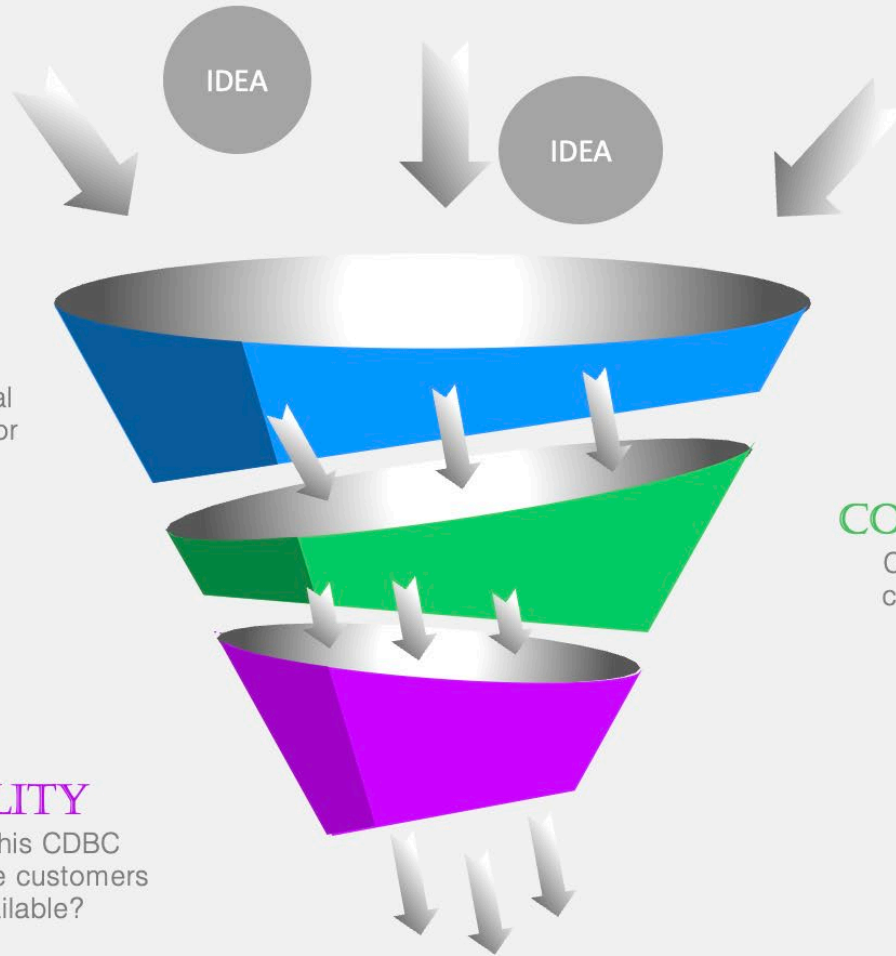 IDEA
IDEA
al
or
CO
C
c
LITY
his CDBC
e customers
ilable?